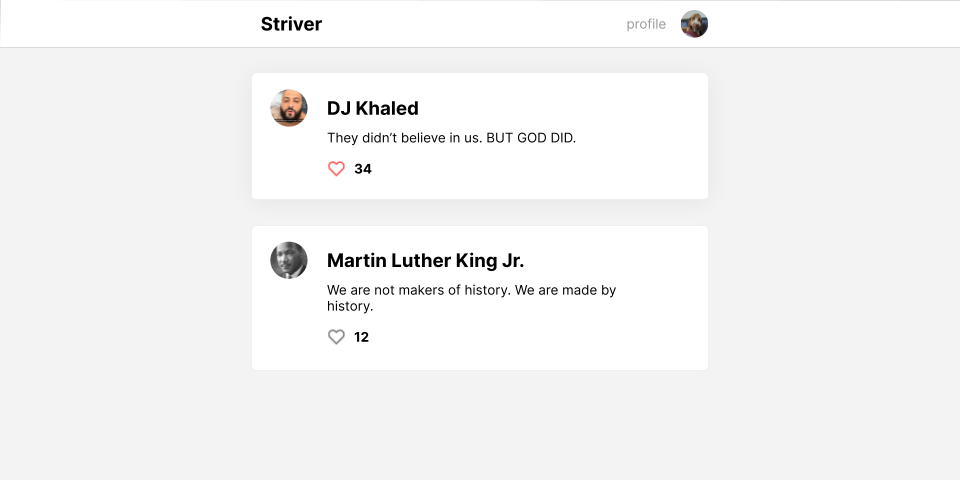 Striver
profile
DJ Khaled
They didn’t believe in us. BUT GOD DID.
34
Martin Luther King Jr.
We are not makers of history. We are made by
history.
12